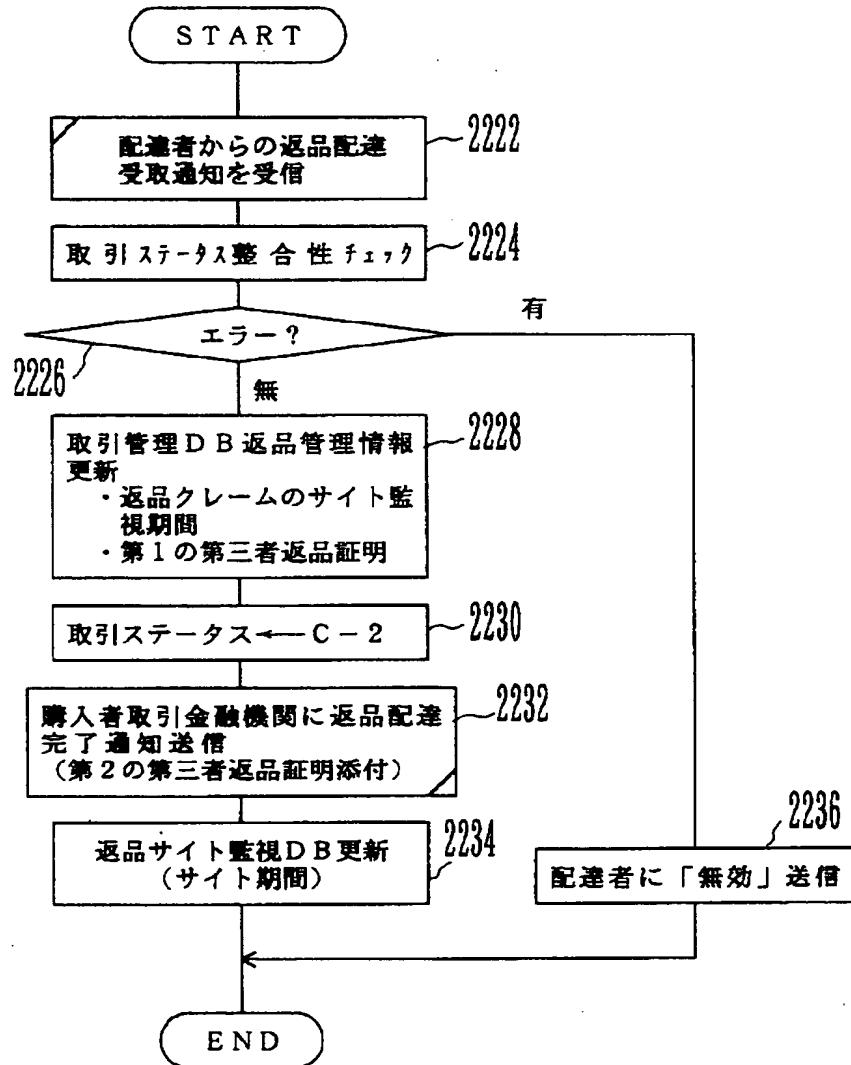 START
配達者からの返品配達
受取通知を受信
2222
取引ステータス整合性チェック
2224
エラー?
有
2226
無
取引管理DB返品管理情報
更新
・返品クレームのサイト監
視期間
・第1の第三者返品証明
2228
取引ステータス←C-2
2230
購入者取引金融機関に返品配達
完了通知送信
(第2の第三者返品証明添付)
2232
返品サイト監視DB更新
(サイト期間)
2234
2236
配達者に「無効」送信
END